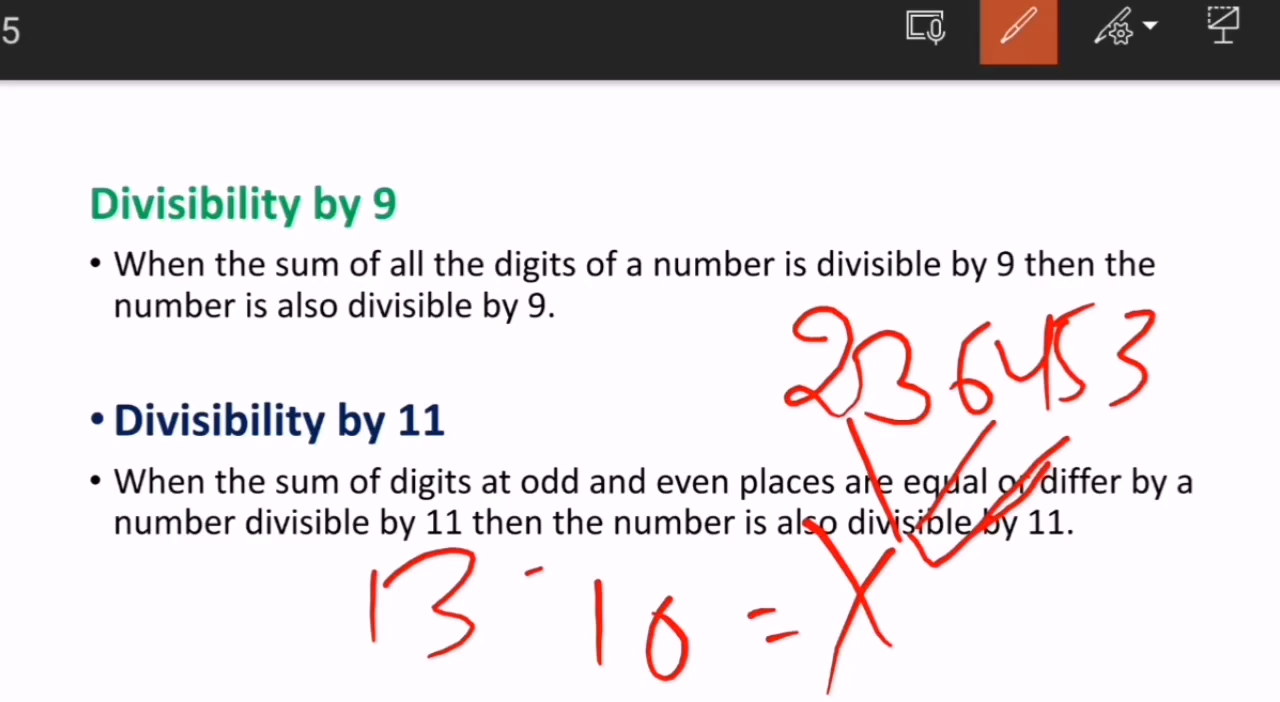 5
Divisibility by 9
• When the sum of all the digits of a number is divisible by 9 then the
number is also divisible by 9.
236453
• Divisibility by 11
• When the sum of digits at odd and even places are equal or differ by a
number divisible by 11 then the number is also divisible by 11.
13 - 10 = X